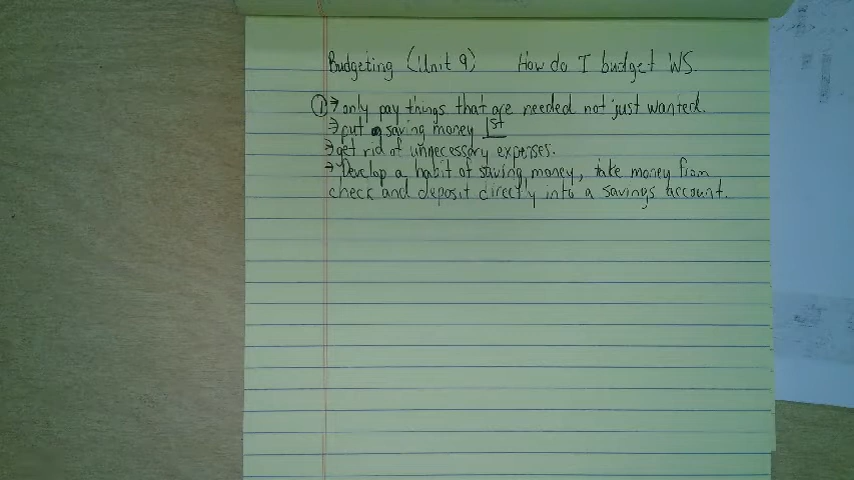 Budgeting (Unit 9) How do I budget WS.
① → only pay things that are needed not just wanted.
→ put saving money 1st
→ get rid of unnecessary expenses.
→ Develop a habit of saving money, take money from
check and deposit directly into a savings account.